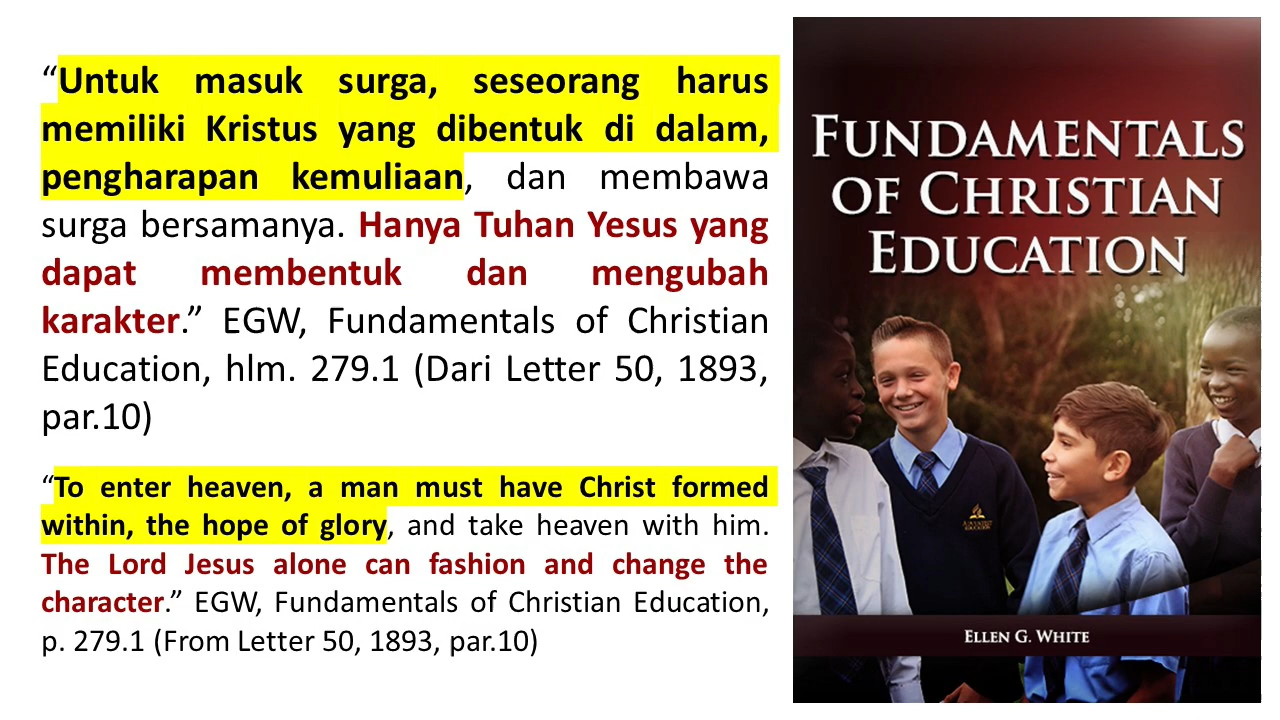 “Untuk masuk surga, seseorang harus
memiliki Kristus yang dibentuk di dalam,
pengharapan kemuliaan, dan membawa
surga bersamanya. Hanya Tuhan Yesus yang
dapat membentuk dan mengubah
karakter.” EGW, Fundamentals of Christian
Education, hlm. 279.1 (Dari Letter 50, 1893,
par.10)
“To enter heaven, a man must have Christ formed
within, the hope of glory, and take heaven with him.
The Lord Jesus alone can fashion and change the
character.” EGW, Fundamentals of Christian Education,
p. 279.1 (From Letter 50, 1893, par.10)
FUNDAMENTALS
OF CHRISTIAN
EDUCATION
ELLEN G. WHITE